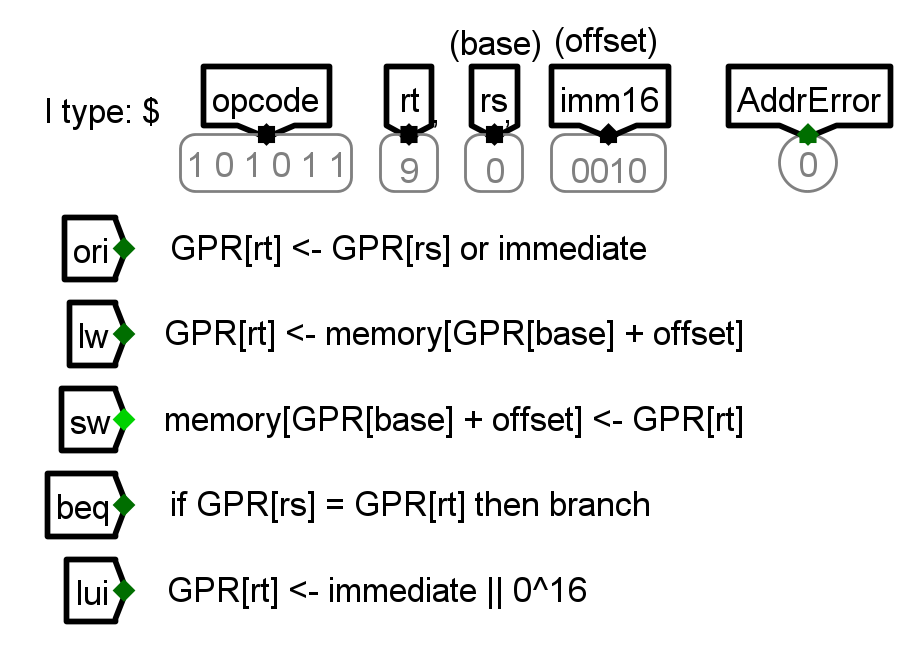 (base) (offset)
I type: $ opcode rt, rs, imm16 AddrError
1 0 1 0 1 1 9 0 0010 0
ori GPR[rt] <- GPR[rs] or immediate
lw GPR[rt] <- memory[GPR[base] + offset]
sw memory[GPR[base] + offset] <- GPR[rt]
beq if GPR[rs] = GPR[rt] then branch
lui GPR[rt] <- immediate || 0^16